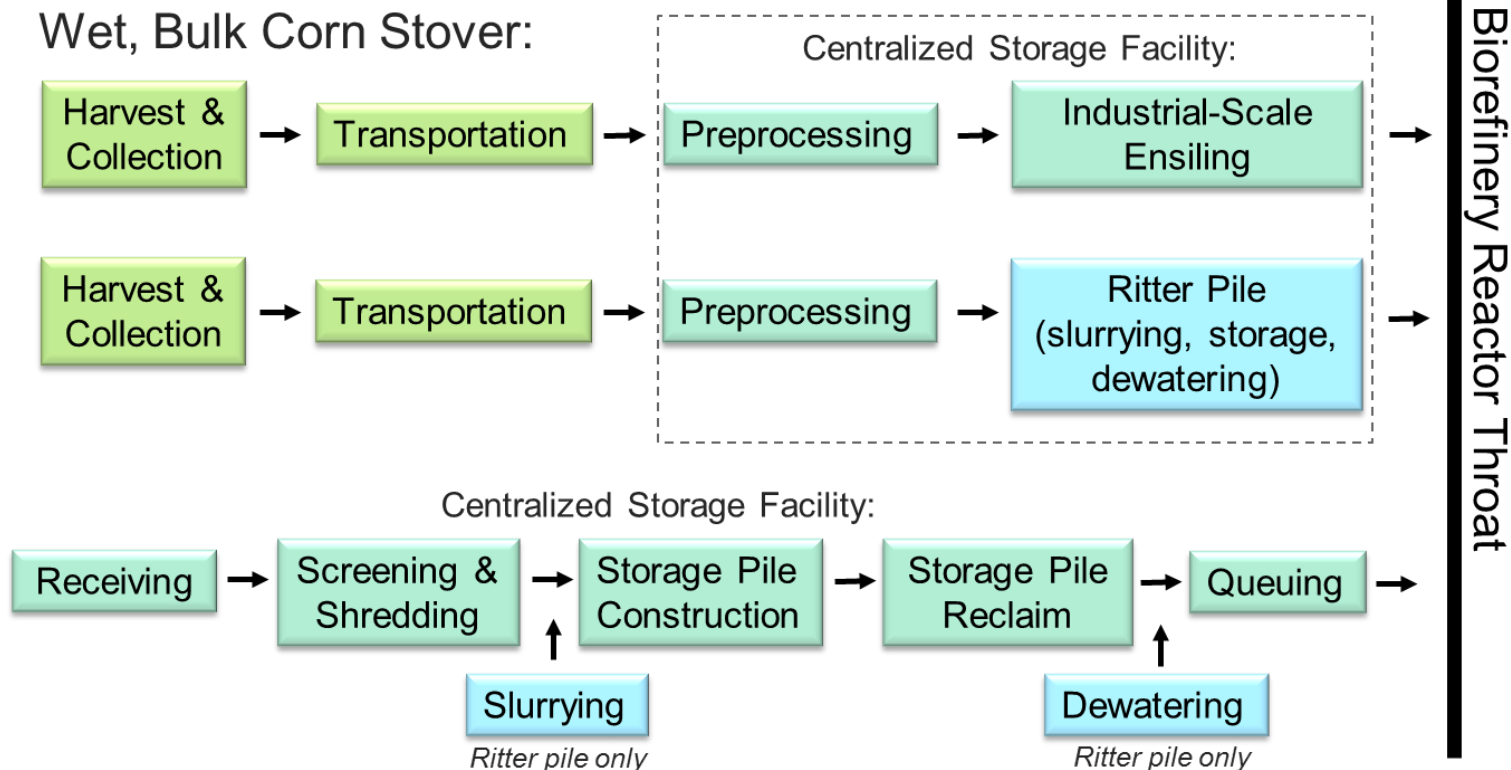 Wet, Bulk Corn Stover:
Centralized Storage Facility:
Harvest &
Collection
Transportation
Preprocessing
Industrial-Scale
Ensiling
Harvest &
Collection
Transportation
Preprocessing
Ritter Pile
(slurrying, storage,
dewatering)
Centralized Storage Facility:
Receiving
Screening &
Shredding
Storage Pile
Construction
Storage Pile
Reclaim
Queuing
Slurrying
Ritter pile only
Dewatering
Ritter pile only
Biorefinery Reactor Throat